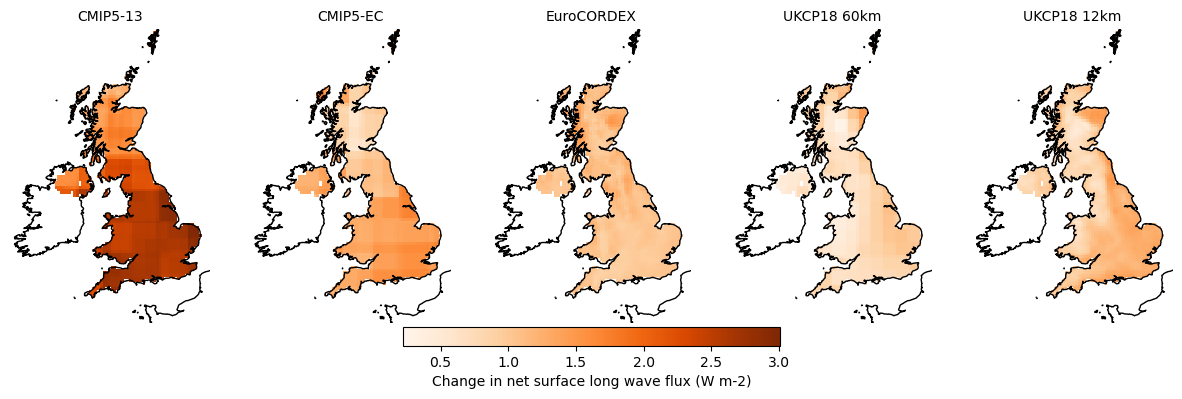 CMIP5-13 CMIP5-EC EuroCORDEX UKCP18 60km UKCP18 12km
0.5 1.0 1.5 2.0 2.5 3.0
Change in net surface long wave flux (W m-2)